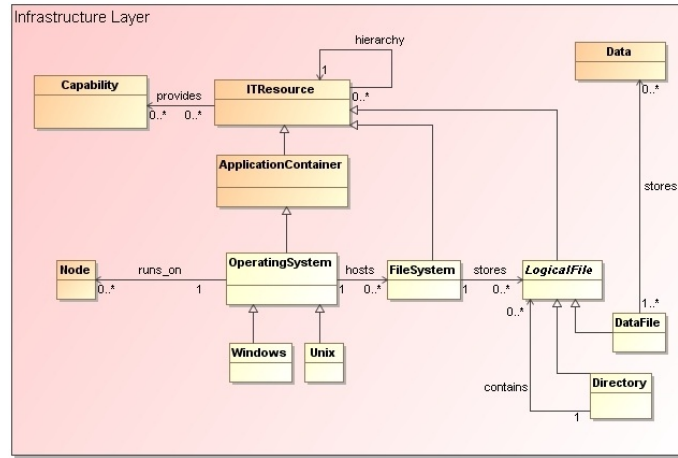 Infrastructure Layer
hierarchy
Data
1
Capability
provides
ITResource
0..*
0..*
0..*
0..*
ApplicationContainer
stores
OperatingSystem
Node
runs_on
hosts
FileSystem
stores
LogicalFile
0..*
1
1
0..*
1
0..*
0..*
1..*
DataFile
Windows
Unix
contains
Directory
1